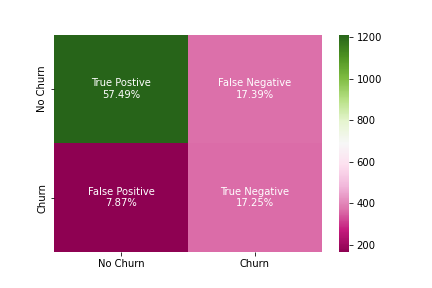 No Churn
True Postive
57.49%
False Negative
17.39%
Churn
False Positive
7.87%
True Negative
17.25%
No Churn
Churn
1200
1000
800
600
400
200